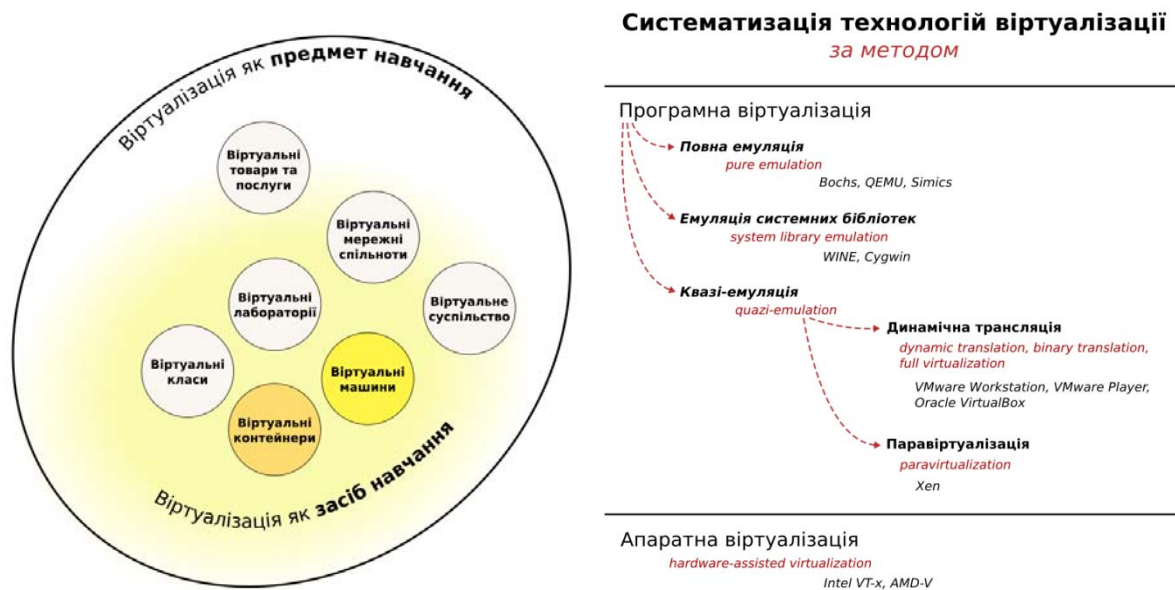 Віртуалізація як предмет навчання
Віртуальні
товари та
послуги
Віртуальні
мережні
спільноти
Віртуальні
лабораторії
Віртуальне
суспільство
Віртуальні
класи
Віртуальні
машини
Віртуальні
контейнери
Віртуалізація як засіб навчання
Систематизація технологій віртуалізації
за методом
Програмна віртуалізація
Повна емуляція
pure emulation
Bochs, QEMU, Simics
Емуляція системних бібліотек
system library emulation
WINE, Cygwin
Квазі-емуляція
quazi-emulation
Динамічна трансляція
dynamic translation, binary translation,
full virtualization
VMware Workstation, VMware Player,
Oracle VirtualBox
Паравіртуалізація
paravirtualization
Xen
Апаратна віртуалізація
hardware-assisted virtualization
Intel VT-x, AMD-V